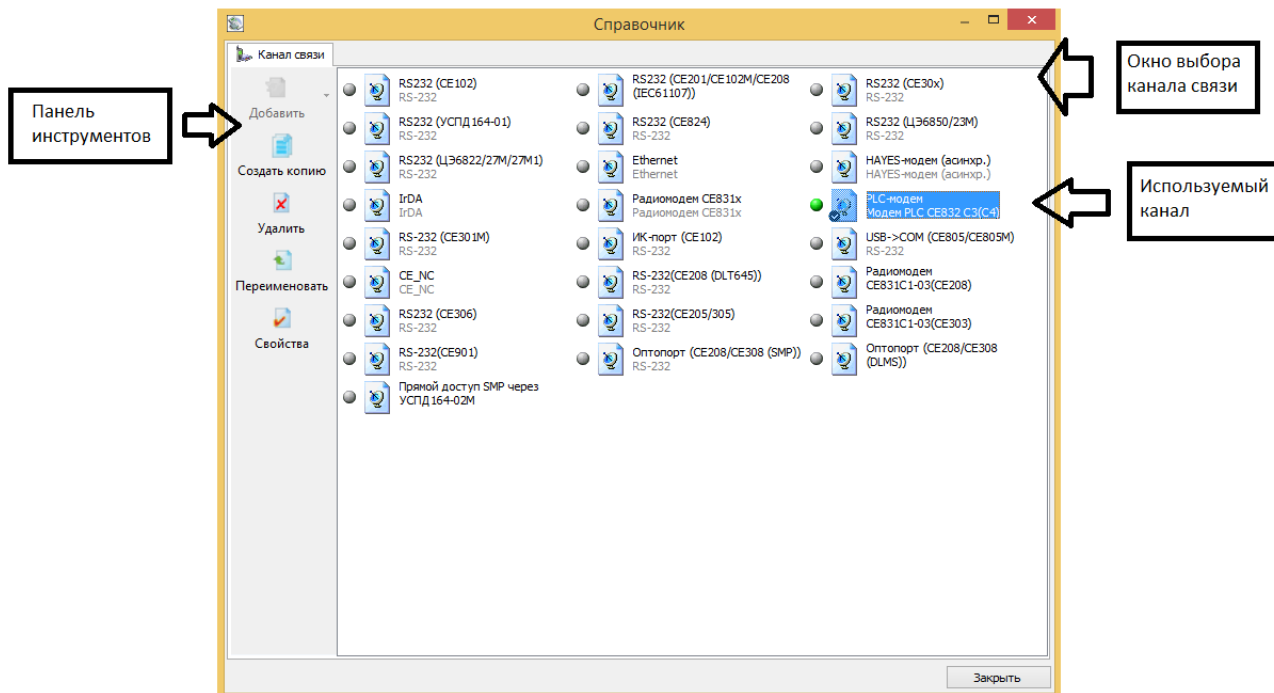 Справочник
Канал связи
Панель
инструментов
Добавить
Создать копию
Удалить
Переименовать
Свойства
RS232 (CE102)
RS-232
RS232 (CE201/CE102M/CE208
(IEC61107))
RS232 (CE30x)
RS-232
RS232 (УСПД164-01)
RS-232
RS232 (CE824)
RS-232
RS232 (ЦЭ6850/23М)
RS-232
RS232 (ЦЭ6822/27М/27М1)
RS-232
Ethernet
Ethernet
HAYES-модем (асинхр.)
HAYES-модем (асинхр.)
IrDA
IrDA
Радиомодем CE831x
Радиомодем CE831x
PLC-модем
Модем PLC CE832 C3(C4)
RS-232 (CE301M)
RS-232
ИК-порт (CE102)
RS-232
USB->COM (CE805/CE805M)
RS-232
CE_NC
CE_NC
RS-232(CE208 (DLT645))
RS-232
Радиомодем
CE831C1-03(CE208)
RS232 (CE306)
RS-232
RS-232(CE205/305)
RS-232
Радиомодем
CE831C1-03(CE303)
RS-232(CE901)
RS-232
Оптопорт (CE208/CE308 (SMP))
RS-232
Оптопорт (CE208/CE308
(DLMS))
Прямой доступ SMP через
УСПД164-02М
Окно выбора
канала связи
Используемый
канал
Закрыть